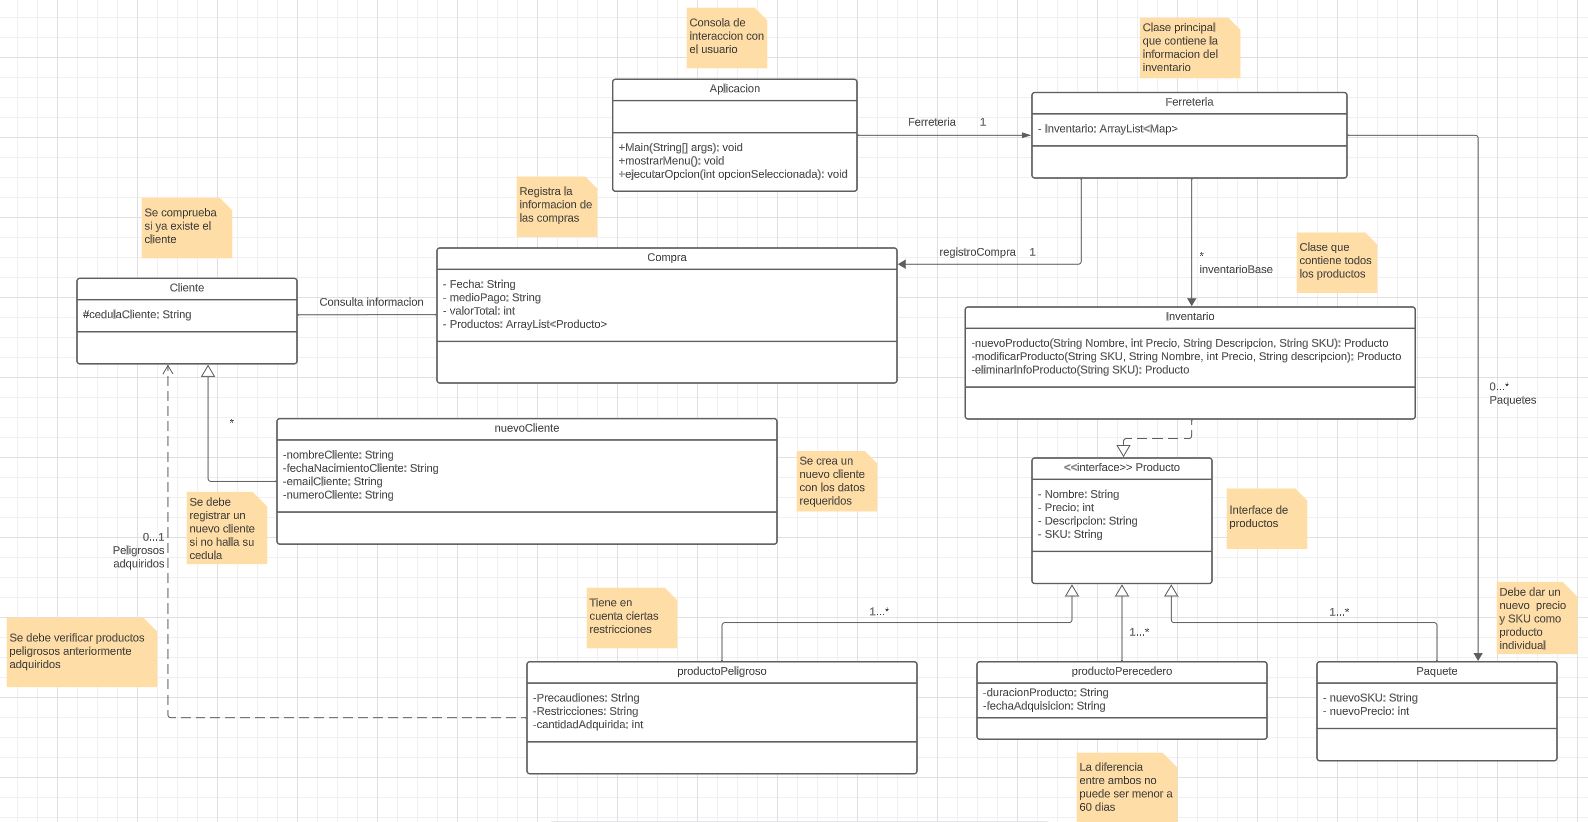 Consola de
interaccion con
el usuario
Clase principal
que contiene la
informacion del
inventario
Aplicacion
+Main(String[] args); void
+mostrarMenu(); void
+ejecutarOpcion(int opcionSeleccionada): void
Ferreteria 1
Ferreteria
- Inventario: ArrayList<Map>
Registra la
informacion de
las compras
Se comprueba
si ya existe el
cliente
Compra
- Fecha: String
- medioPago; String
- valorTotal: int
- Productos: ArrayList<Producto>
registroCompra 1
*
inventarioBase
Clase que
contiene todos
los productos
Cliente
#cedulaCliente; String
Consulta informacion
Inventario
-nuevoProducto(String Nombre, int Precio, String Descripcion, String SKU): Producto
-modificarProducto(String SKU, String Nombre, int Precio, String descripcion); Producto
-eliminarInfoProducto(String SKU): Producto
0...*
Paquetes
*
nuevoCliente
-nombreCliente: String
-fechaNacimientoCliente: String
-emailCliente; String
-numeroCliente: String
Se crea un
nuevo cliente
con los datos
requeridos
<<interface>> Producto
- Nombre: String
- Precio; int
- Descripcion: String
- SKU: String
Interface de
productos
Se debe
registrar un
nuevo cliente
si no halla su
cedula
0...1
Peligrosos
adquiridos
Tiene en
cuenta ciertas
restricciones
1...*
1...*
1...*
Debe dar un
nuevo precio
y SKU como
producto
individual
Se debe verificar productos
peligrosos anteriormente
adquiridos
productoPeligroso
-Precaudiones: String
-Restricciones: String
-cantidadAdquirida; int
productoPerecedero
-duracionProducto; String
-fechaAdquisicion: String
Paquete
- nuevoSKU: String
- nuevoPrecio: int
La diferencia
entre ambos no
puede ser menor a
60 dias